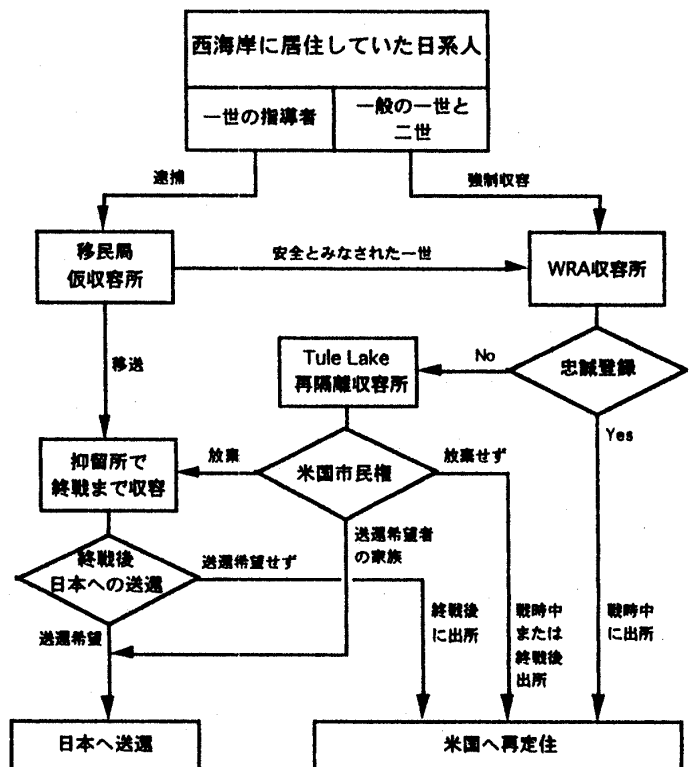 西海岸に居住していた日系人
一世の指導者
一般の一世と
二世
逮捕
強制収容
移民局
仮収容所
安全とみなされた一世
WRA収容所
移送
Tule Lake
再隔離収容所
No
忠誠登録
Yes
抑留所で
終戦まで収容
放棄
米国市民権
放棄せず
終戦後
日本への送還
送還希望せず
送還希望者
の家族
送還希望
終戦後
に出所
戦時中
または
終戦後
出所
戦時中
に出所
日本へ送還
米国へ再定住